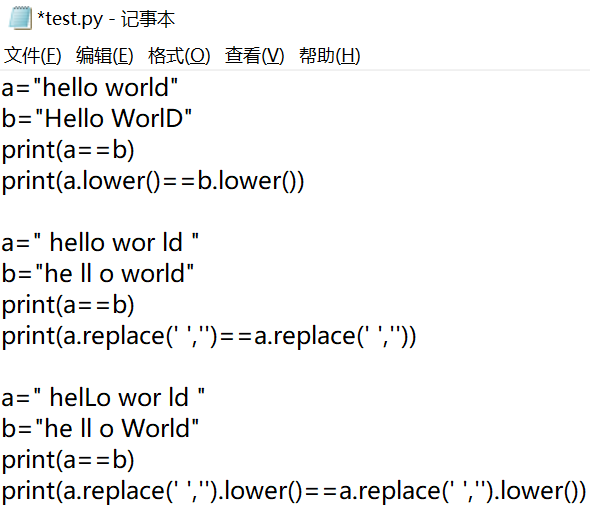 *test.py - 记事本
文件(F) 编辑(E) 格式(O) 查看(V) 帮助(H)
a="hello world"
b="Hello WorlD"
print(a==b)
print(a.lower()==b.lower())
a=" hello wor ld "
b="he ll o world"
print(a==b)
print(a.replace(' ','')==a.replace(' ',''))
a=" helLo wor ld "
b="he ll o World"
print(a==b)
print(a.replace(' ','').lower()==a.replace(' ','').lower())